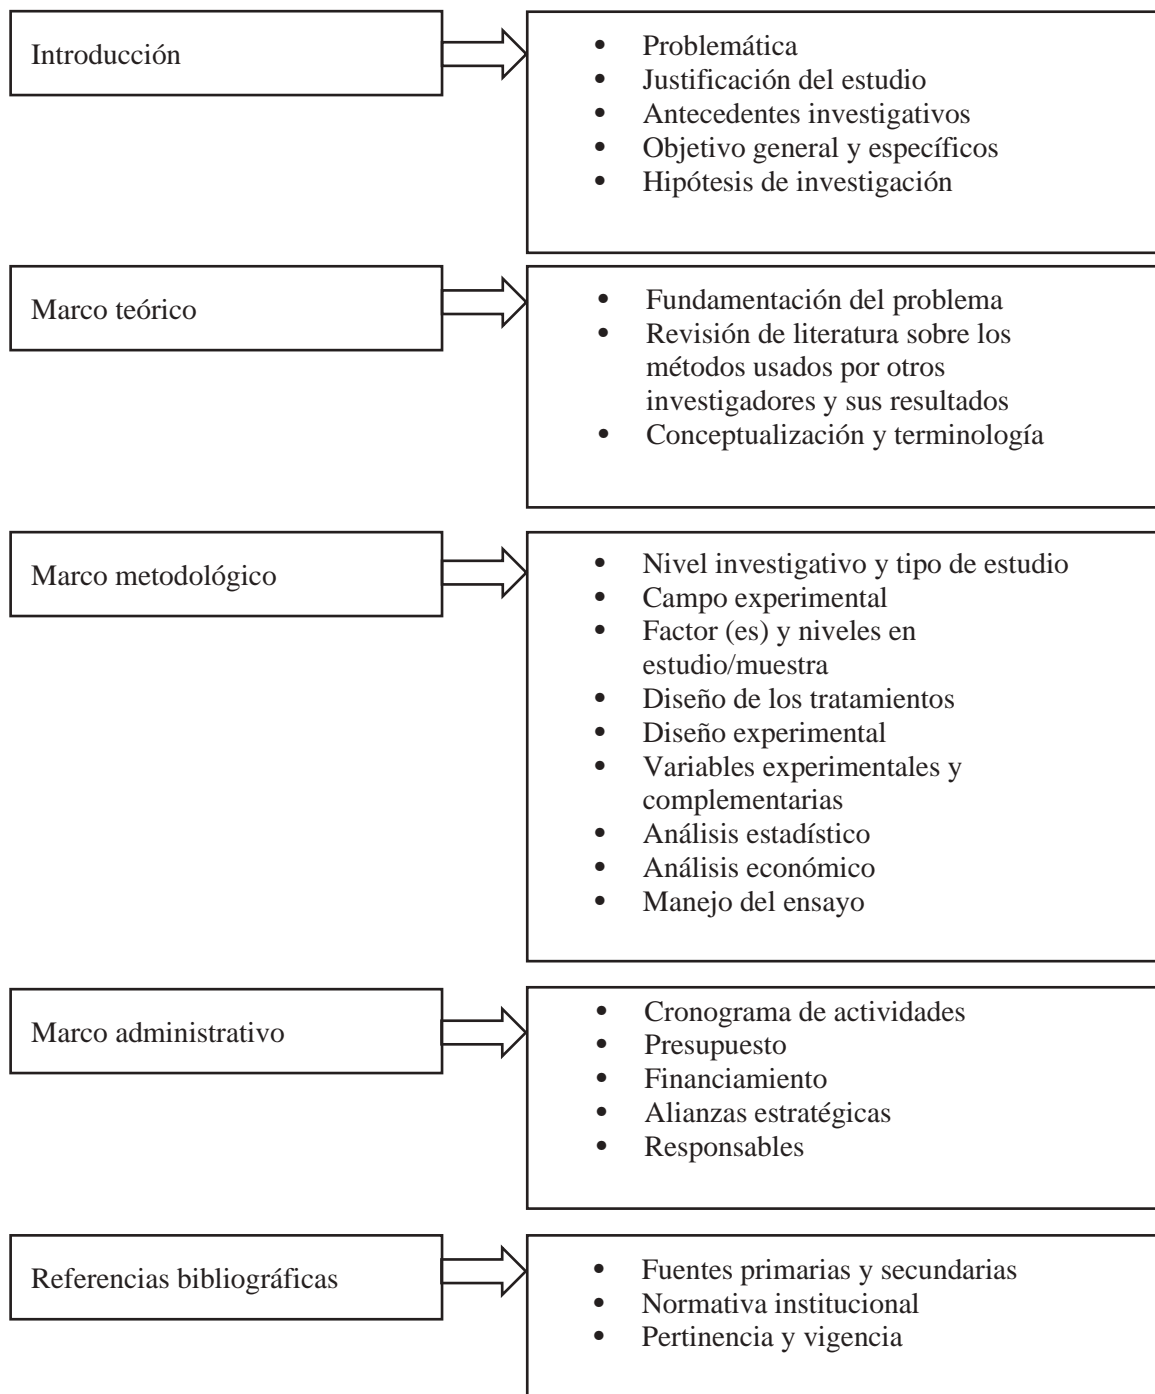 Introducción
• Problemática
• Justificación del estudio
• Antecedentes investigativos
• Objetivo general y específicos
• Hipótesis de investigación
Marco teórico
• Fundamentación del problema
• Revisión de literatura sobre los
métodos usados por otros
investigadores y sus resultados
• Conceptualización y terminología
Marco metodológico
• Nivel investigativo y tipo de estudio
• Campo experimental
• Factor (es) y niveles en
estudio/muestra
• Diseño de los tratamientos
• Diseño experimental
• Variables experimentales y
complementarias
• Análisis estadístico
• Análisis económico
• Manejo del ensayo
Marco administrativo
• Cronograma de actividades
• Presupuesto
• Financiamiento
• Alianzas estratégicas
• Responsables
Referencias bibliográficas
• Fuentes primarias y secundarias
• Normativa institucional
• Pertinencia y vigencia